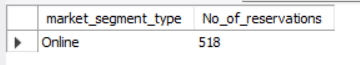 market_segment_type No_of_reservations
Online 518